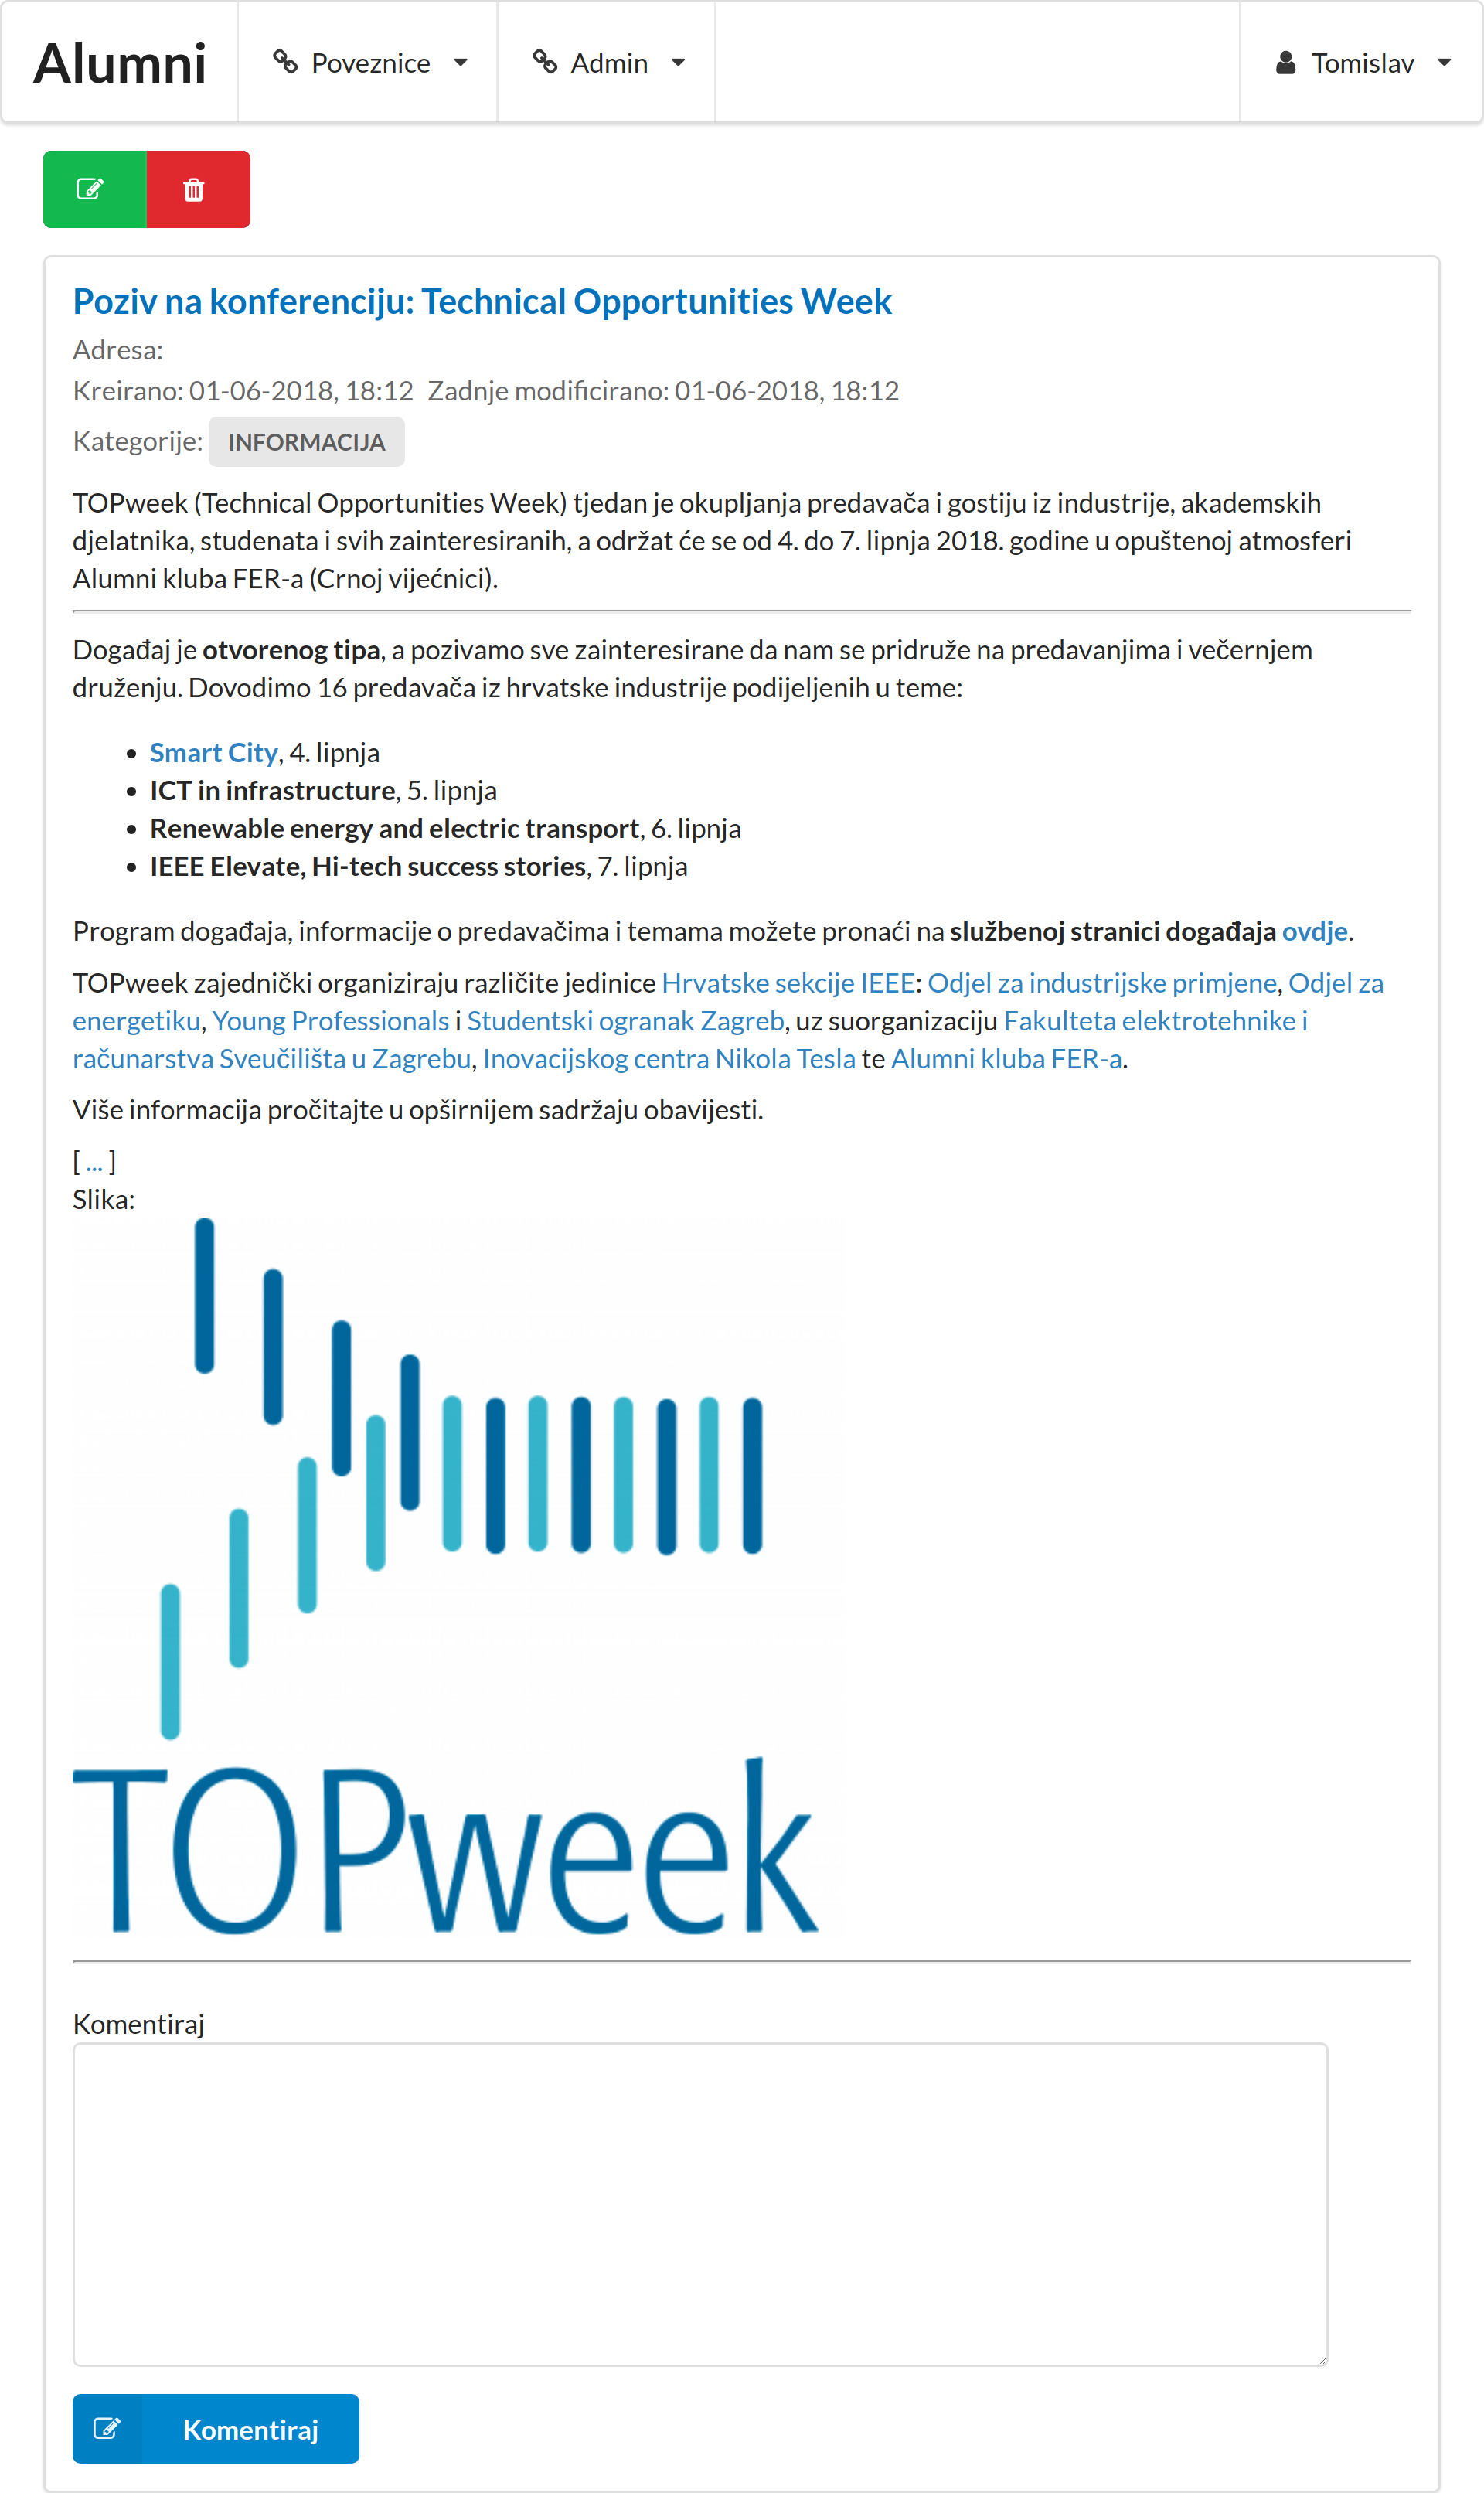 Alumni
Poveznice
Admin
Tomislav
Poziv na konferenciju: Technical Opportunities Week
Adresa:
Kreirano: 01-06-2018, 18:12 Zadnje modificirano: 01-06-2018, 18:12
Kategorije: INFORMACIJA
TOPweek (Technical Opportunities Week) tjedan je okupljanja predavača i gostiju iz industrije, akademskih
djelatnika, studenata i svih zainteresiranih, a održat će se od 4. do 7. lipnja 2018. godine u opuštenoj atmosferi
Alumni kluba FER-a (Crnoj vijećnici).
Događaj je otvorenog tipa, a pozivamo sve zainteresirane da nam se pridruže na predavanjima i večernjem
druženju. Dovodimo 16 predavača iz hrvatske industrije podijeljenih u teme:
• Smart City, 4. lipnja
• ICT in infrastructure, 5. lipnja
• Renewable energy and electric transport, 6. lipnja
• IEEE Elevate, Hi-tech success stories, 7. lipnja
Program događaja, informacije o predavačima i temama možete pronaći na službenoj stranici događaja ovdje.
TOPweek zajednički organiziraju različite jedinice Hrvatske sekcije IEEE: Odjel za industrijske primjene, Odjel za
energetiku, Young Professionals i Studentski ogranak Zagreb, uz suorganizaciju Fakulteta elektrotehnike i
računarstva Sveučilišta u Zagrebu, Inovacijskog centra Nikola Tesla te Alumni kluba FER-a.
Više informacija pročitajte u opširnijem sadržaju obavijesti.
[ ... ]
Slika:
TOPweek
Komentiraj
Komentiraj